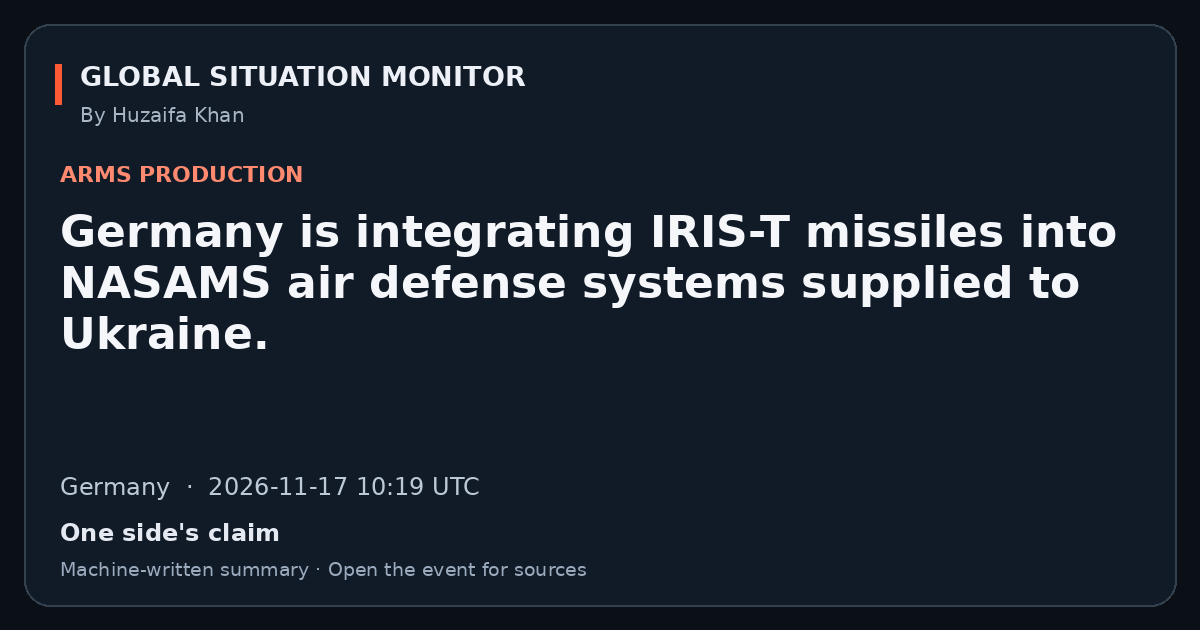 GLOBAL SITUATION MONITOR
By Huzaifa Khan
ARMS PRODUCTION
Germany is integrating IRIS-T missiles into
NASAMS air defense systems supplied to
Ukraine.
Germany · 2026-11-17 10:19 UTC
One side's claim
Machine-written summary · Open the event for sources